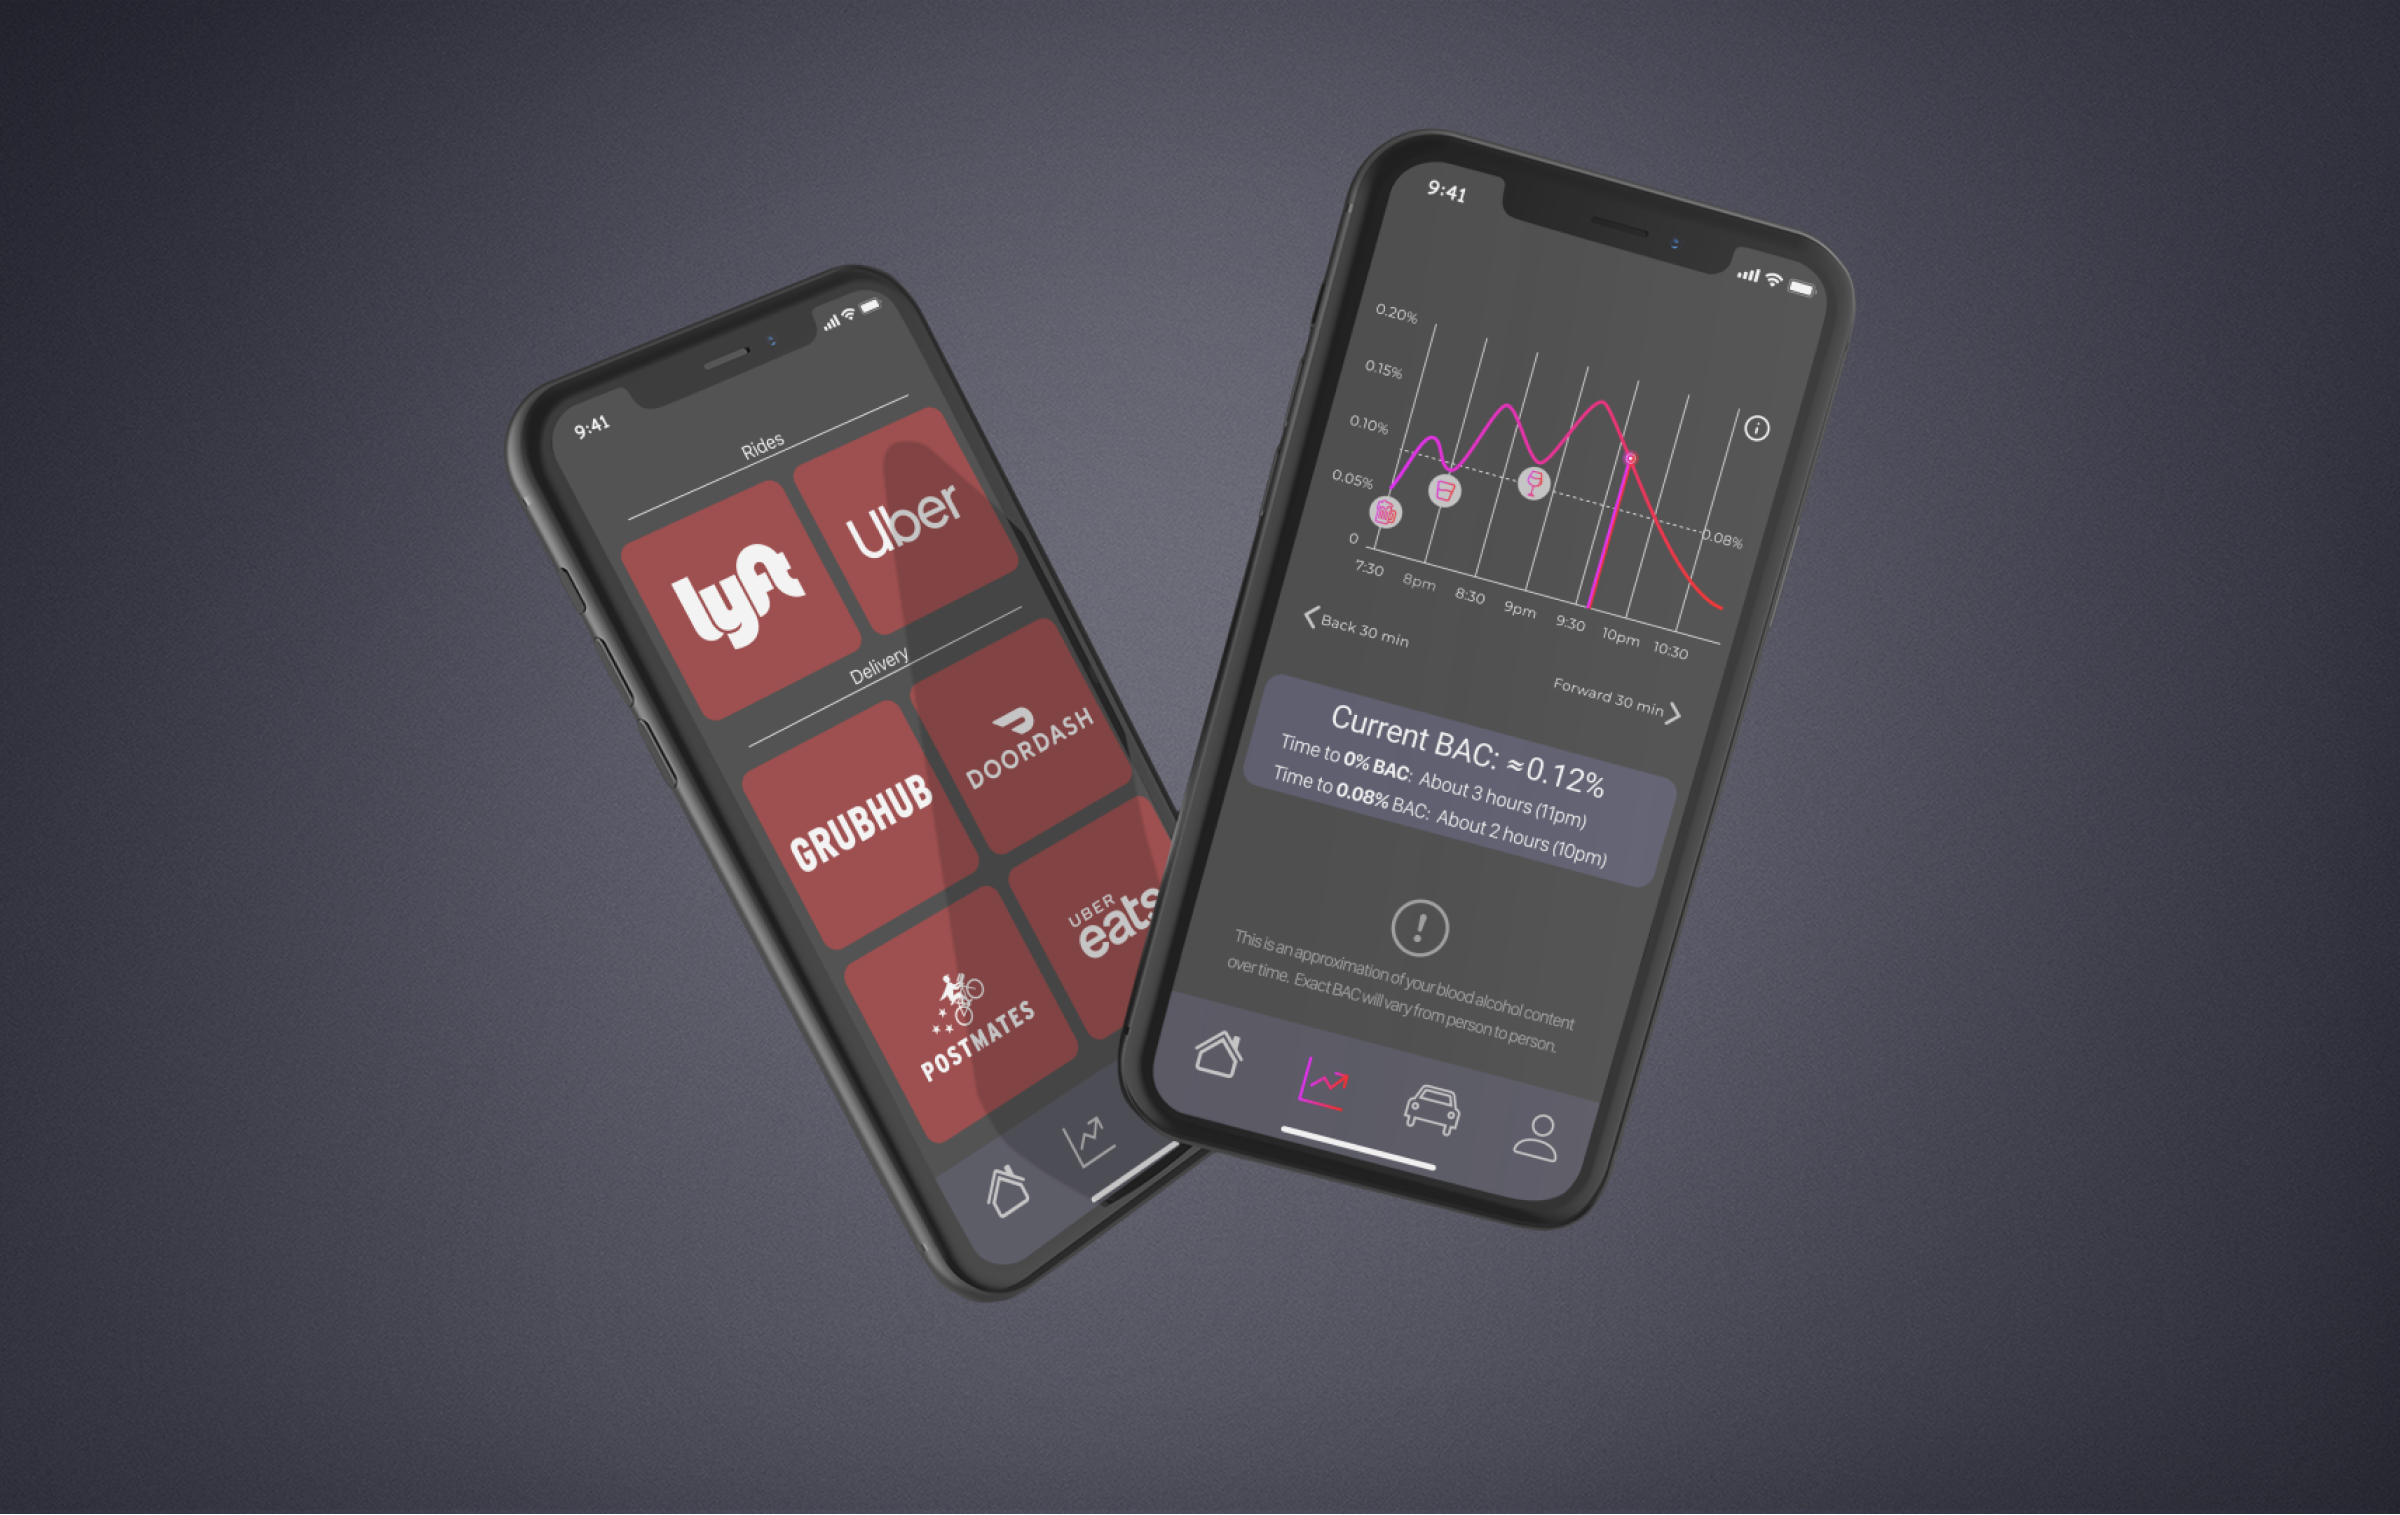 9:41
Rides
lyft
Uber
Delivery
GRUBHUB
DOORDASH
POSTMATES
UBER
eats
9:41
0.20%
0.15%
0.10%
0.05%
0
0.08%
7:30 8pm 8:30 9pm 9:30 10pm 10:30
Back 30 min
Forward 30 min
Current BAC: ≈0.12%
Time to 0% BAC: About 3 hours (11pm)
Time to 0.08% BAC: About 2 hours (10pm)
This is an approximation of your blood alcohol content
over time. Exact BAC will vary from person to person.